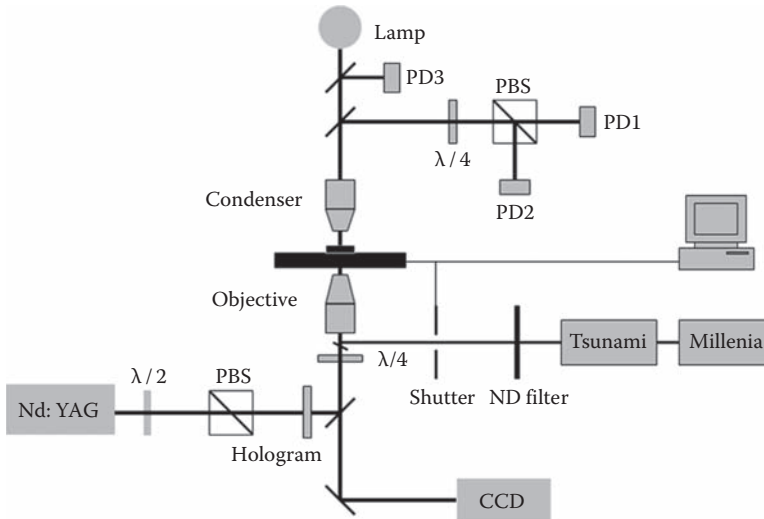 Lamp
PD3
PBS
PD1
λ/4
PD2
Condenser
Objective
λ/4
Tsunami
Millenia
Shutter
ND filter
λ/2
PBS
Nd: YAG
Hologram
CCD